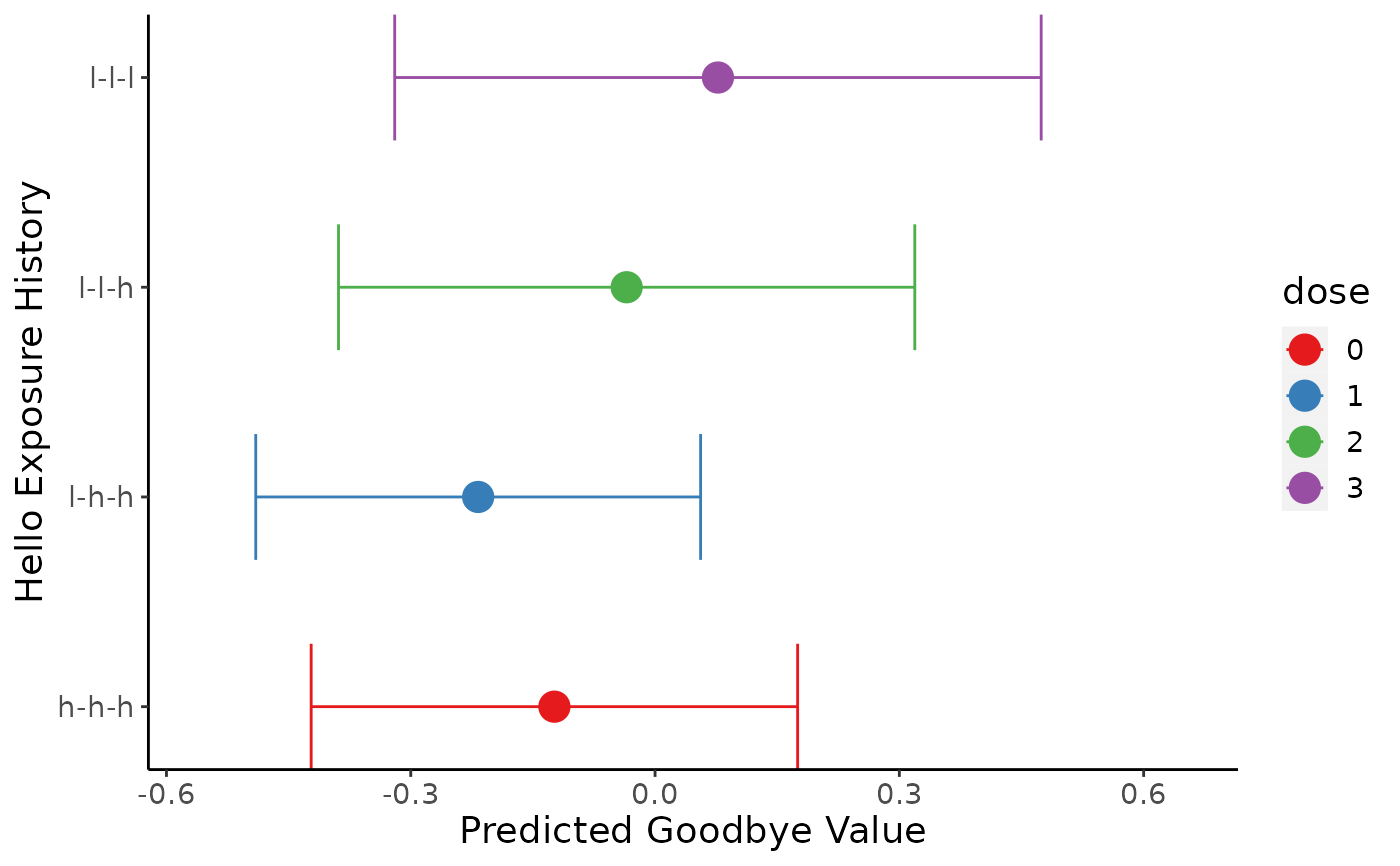 Hello Exposure History
l-l-l
l-l-h
l-h-h
h-h-h
-0.6
-0.3
0.0
0.3
0.6
Predicted Goodbye Value
dose
0
1
2
3